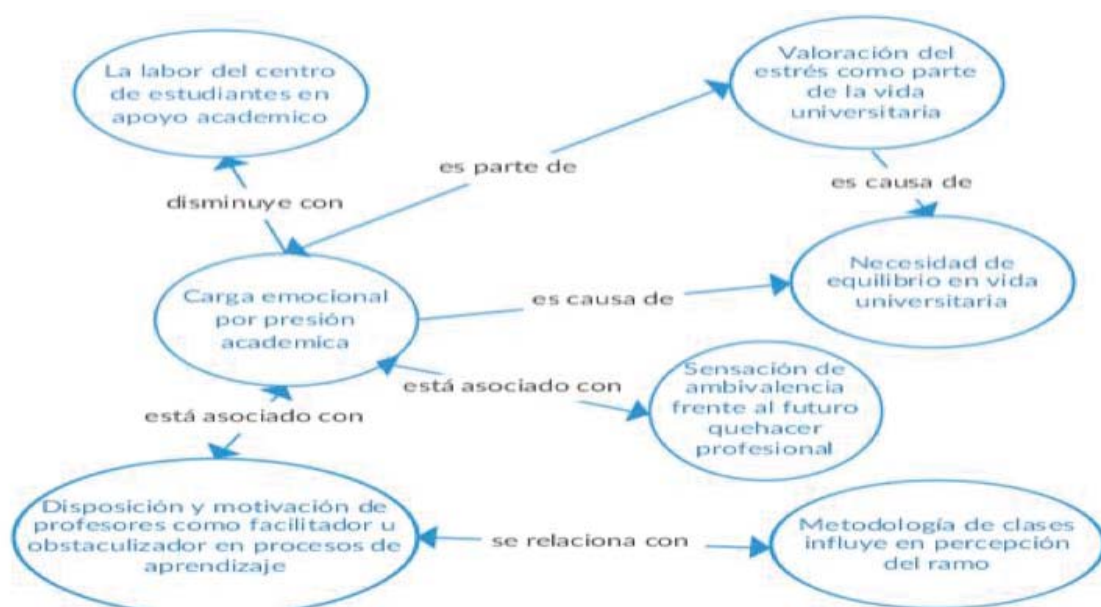 La labor del centro
de estudiantes en
apoyo academico
Valoración del
estrés como parte
de la vida
universitaria
es parte de
es causa de
disminuye con
Carga emocional
por presión
academica
es causa de
Necesidad de
equilibrio en vida
universitaria
está asociado con
Sensación de
ambivalencia
frente al futuro
quehacer
profesional
está asociado con
Disposición y motivación de
profesores como facilitador u
obstaculizador en procesos de
aprendizaje
se relaciona con
Metodología de clases
influye en percepción
del ramo